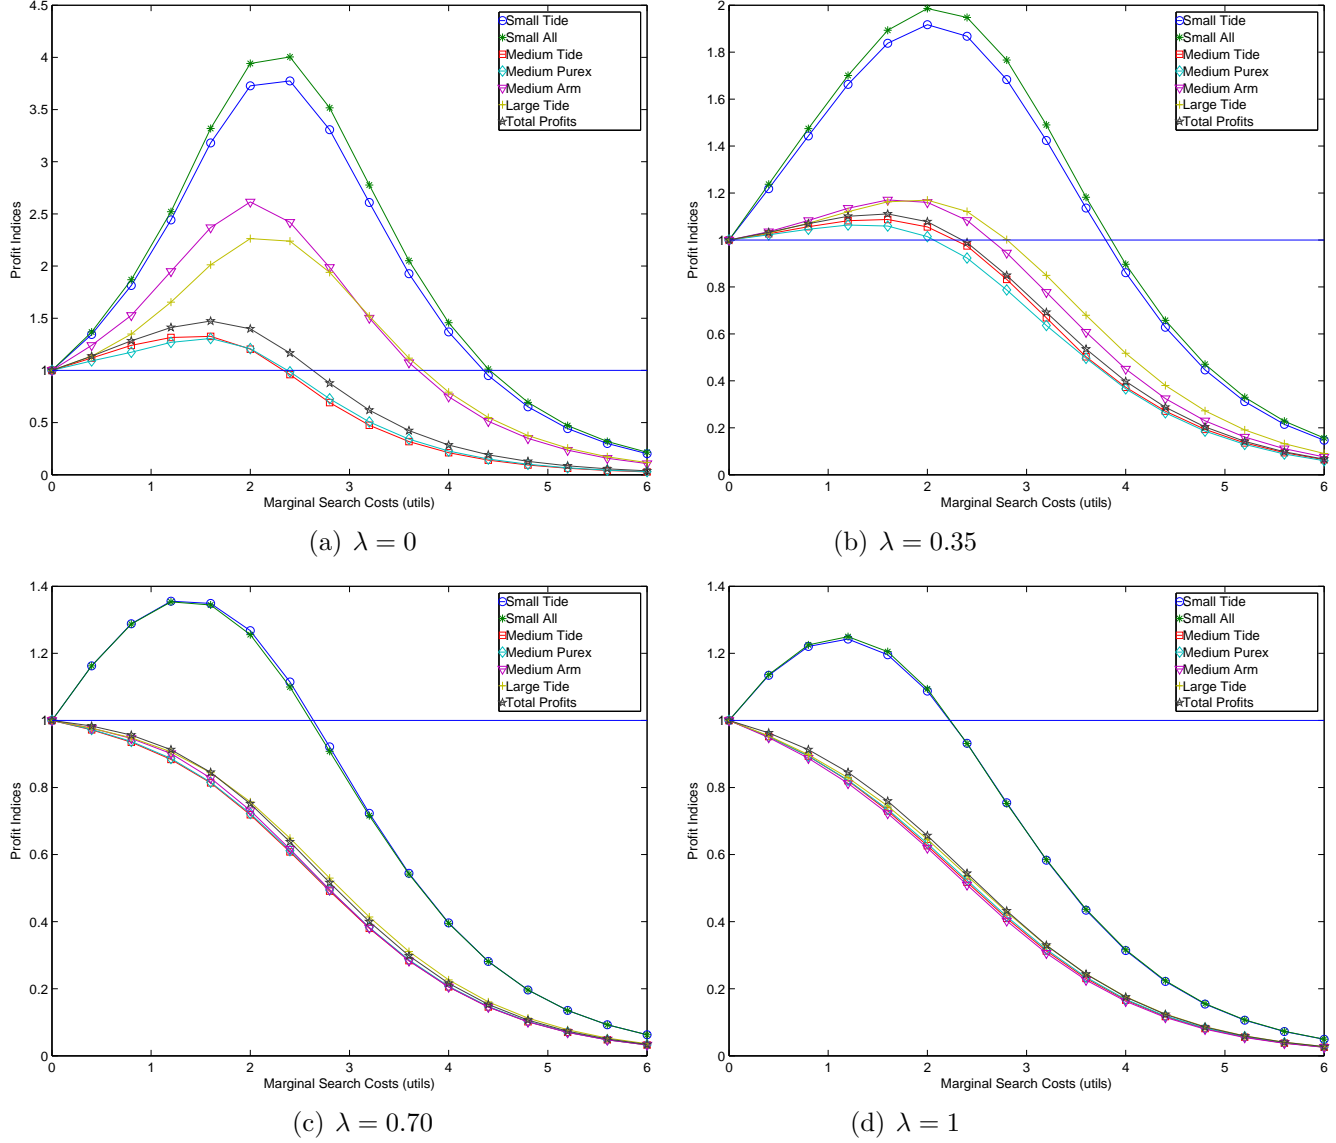 4.5
4
3.5
3
2.5
2
1.5
1
0.5
0
Profit Indices
0 1 2 3 4 5 6
Marginal Search Costs (utils)
Small Tide
Small All
Medium Tide
Medium Purex
Medium Arm
Large Tide
Total Profits
(a) λ = 0
2
1.8
1.6
1.4
1.2
1
0.8
0.6
0.4
0.2
0
Profit Indices
0 1 2 3 4 5 6
Marginal Search Costs (utils)
Small Tide
Small All
Medium Tide
Medium Purex
Medium Arm
Large Tide
Total Profits
(b) λ = 0.35
1.4
1.2
1
0.8
0.6
0.4
0.2
0
Profit Indices
0 1 2 3 4 5 6
Marginal Search Costs (utils)
Small Tide
Small All
Medium Tide
Medium Purex
Medium Arm
Large Tide
Total Profits
(c) λ = 0.70
1.4
1.2
1
0.8
0.6
0.4
0.2
0
Profit Indices
0 1 2 3 4 5 6
Marginal Search Costs (utils)
Small Tide
Small All
Medium Tide
Medium Purex
Medium Arm
Large Tide
Total Profits
(d) λ = 1